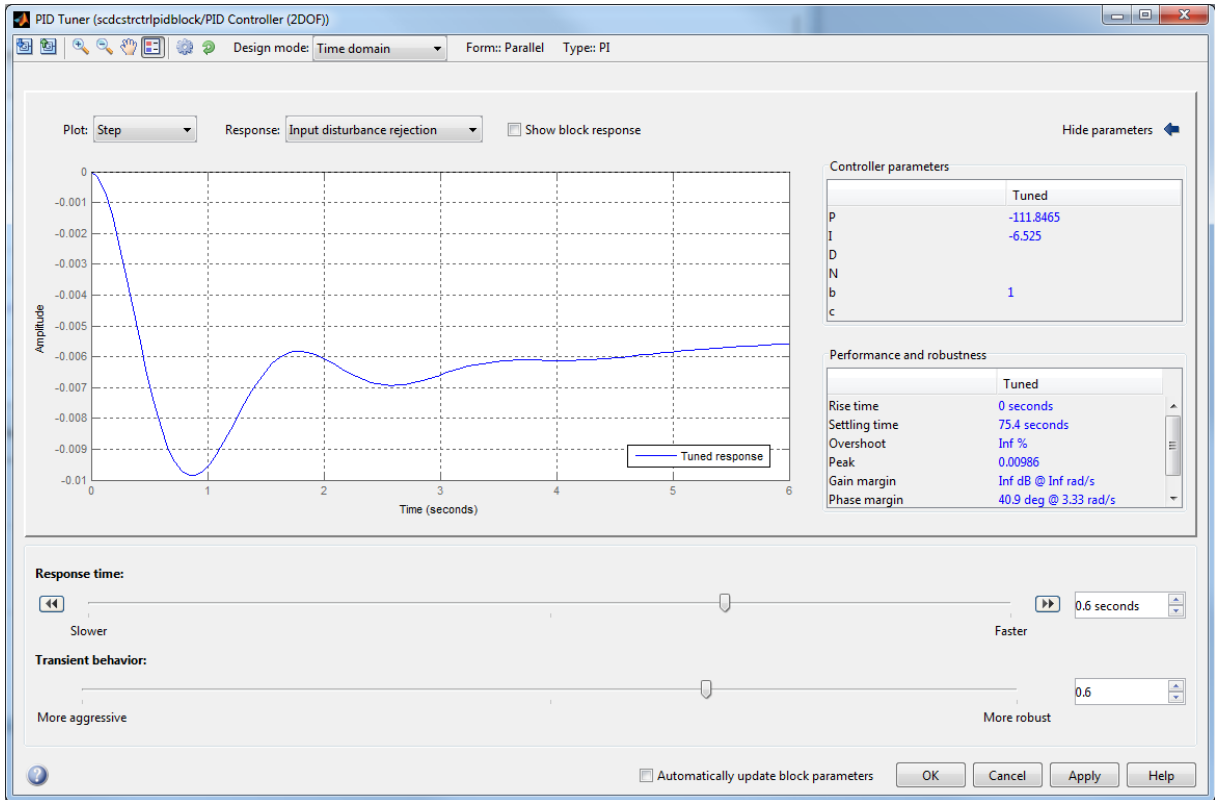 PID Tuner (scdcstrctrlpidblock/PID Controller (2DOF))
Design mode: Time domain Form:: Parallel Type:: PI
Plot: Step Response: Input disturbance rejection Show block response Hide parameters
0
-0.001
-0.002
-0.003
-0.004
-0.005
-0.006
-0.007
-0.008
-0.009
-0.01
Amplitude
Tuned response
0 1 2 3 4 5 6
Time (seconds)
Controller parameters
Tuned
P -111.8465
I -6.525
D
N
b 1
c
Performance and robustness
Tuned
Rise time 0 seconds
Settling time 75.4 seconds
Overshoot Inf %
Peak 0.00986
Gain margin Inf dB @ Inf rad/s
Phase margin 40.9 deg @ 3.33 rad/s
Response time:
0.6 seconds
Slower Faster
Transient behavior:
0.6
More aggressive More robust
Automatically update block parameters OK Cancel Apply Help